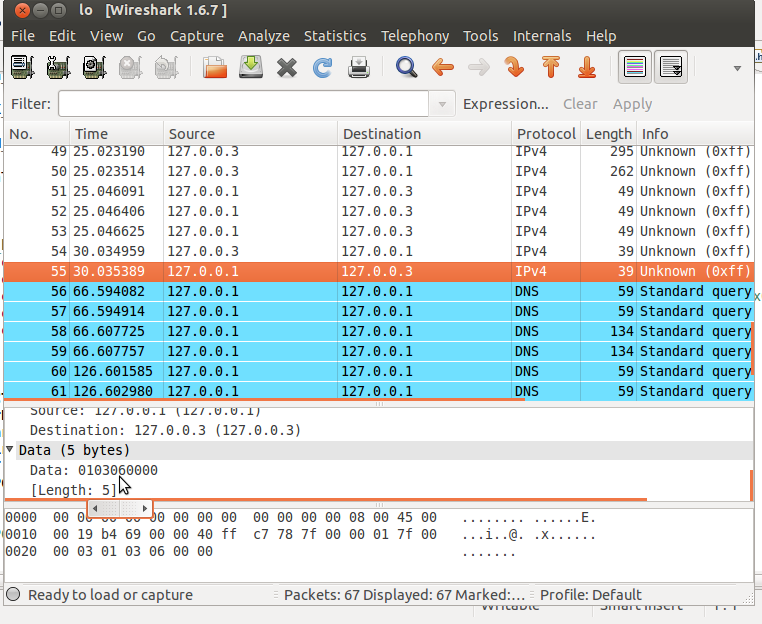 lo [Wireshark 1.6.7 ]
File Edit View Go Capture Analyze Statistics Telephony Tools Internals Help
Filter: Expression... Clear Apply
No. Time Source Destination Protocol Length Info
49 25.023190 127.0.0.3 127.0.0.1 IPv4 295 Unknown (0xff)
50 25.023514 127.0.0.3 127.0.0.1 IPv4 262 Unknown (0xff)
51 25.046091 127.0.0.1 127.0.0.3 IPv4 49 Unknown (0xff)
52 25.046406 127.0.0.1 127.0.0.3 IPv4 49 Unknown (0xff)
53 25.046625 127.0.0.1 127.0.0.3 IPv4 49 Unknown (0xff)
54 30.034959 127.0.0.3 127.0.0.1 IPv4 39 Unknown (0xff)
55 30.035389 127.0.0.1 127.0.0.3 IPv4 39 Unknown (0xff)
56 66.594082 127.0.0.1 127.0.0.1 DNS 59 Standard query
57 66.594914 127.0.0.1 127.0.0.1 DNS 59 Standard query
58 66.607725 127.0.0.1 127.0.0.1 DNS 134 Standard query
59 66.607757 127.0.0.1 127.0.0.1 DNS 134 Standard query
60 126.601585 127.0.0.1 127.0.0.1 DNS 59 Standard query
61 126.602980 127.0.0.1 127.0.0.1 DNS 59 Standard query
Source: 127.0.0.1 (127.0.0.1)
Destination: 127.0.0.3 (127.0.0.3)
Data (5 bytes)
Data: 0103060000
[Length: 5]
0000 00 00 00 00 00 00 00 00 00 00 00 00 08 00 45 00 ........ ......E.
0010 00 19 b4 69 00 00 40 ff c7 78 7f 00 00 01 7f 00 ...i..@. .x......
0020 00 03 01 03 06 00 00 .......
Ready to load or capture Packets: 67 Displayed: 67 Marked:... Profile: Default
Writable Smart Insert